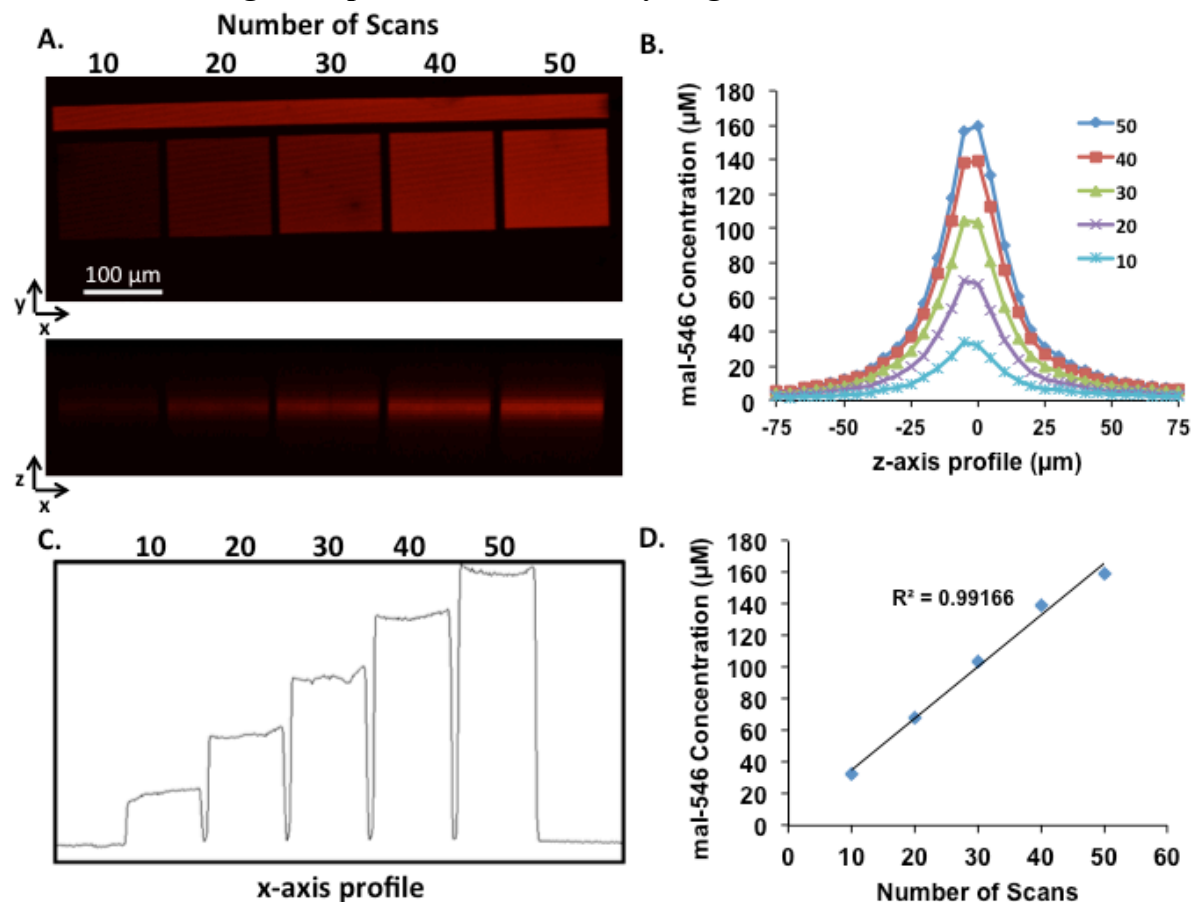 A.
Number of Scans
10 20 30 40 50
100 µm
y
x
z
x
B.
mal-546 Concentration (µM)
180
160
140
120
100
80
60
40
20
0
-75 -50 -25 0 25 50 75
z-axis profile (µm)
50
40
30
20
10
C.
10 20 30 40 50
x-axis profile
D.
mal-546 Concentration (µM)
180
160
140
120
100
80
60
40
20
0
R² = 0.99166
0 10 20 30 40 50 60
Number of Scans